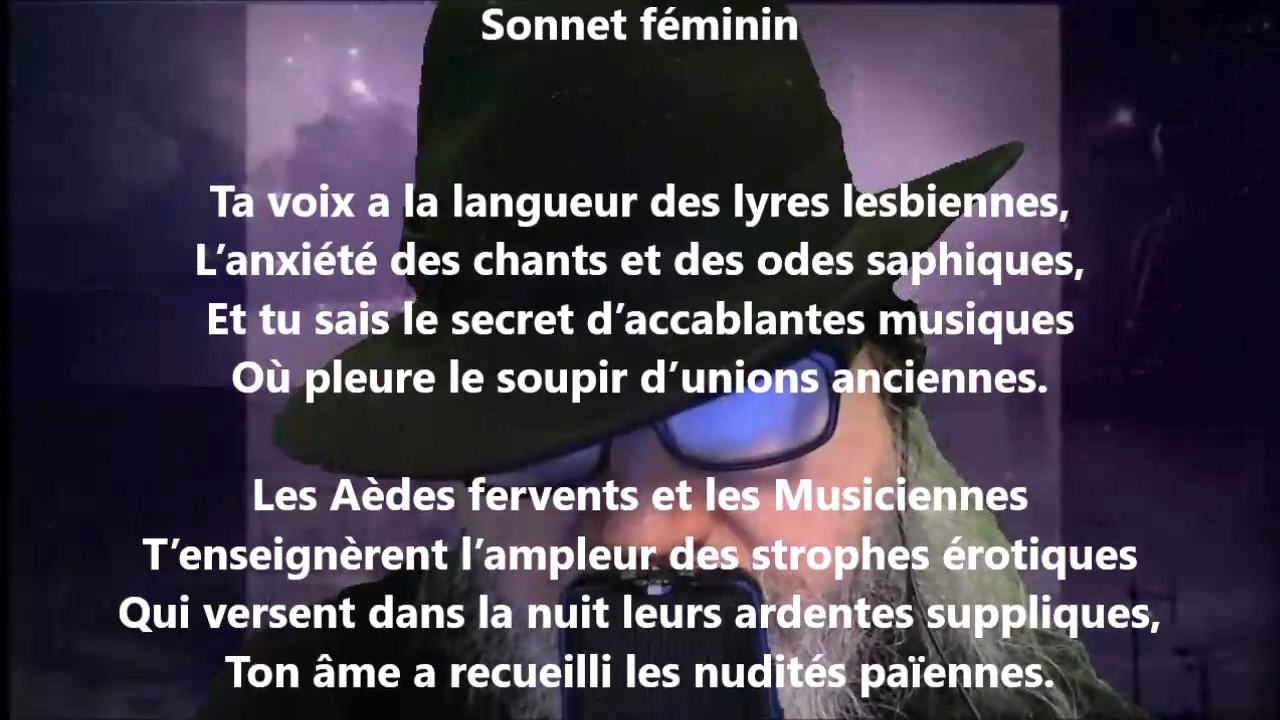 Sonnet féminin
Ta voix a la langueur des lyres lesbiennes,
L’anxiété des chants et des odes saphiques,
Et tu sais le secret d’accablantes musiques
Où pleure le soupir d’unions anciennes.
Les Aèdes fervents et les Musiciennes
T’enseignèrent l’ampleur des strophes érotiques
Qui versent dans la nuit leurs ardentes suppliques,
Ton âme a recueilli les nudités païennes.